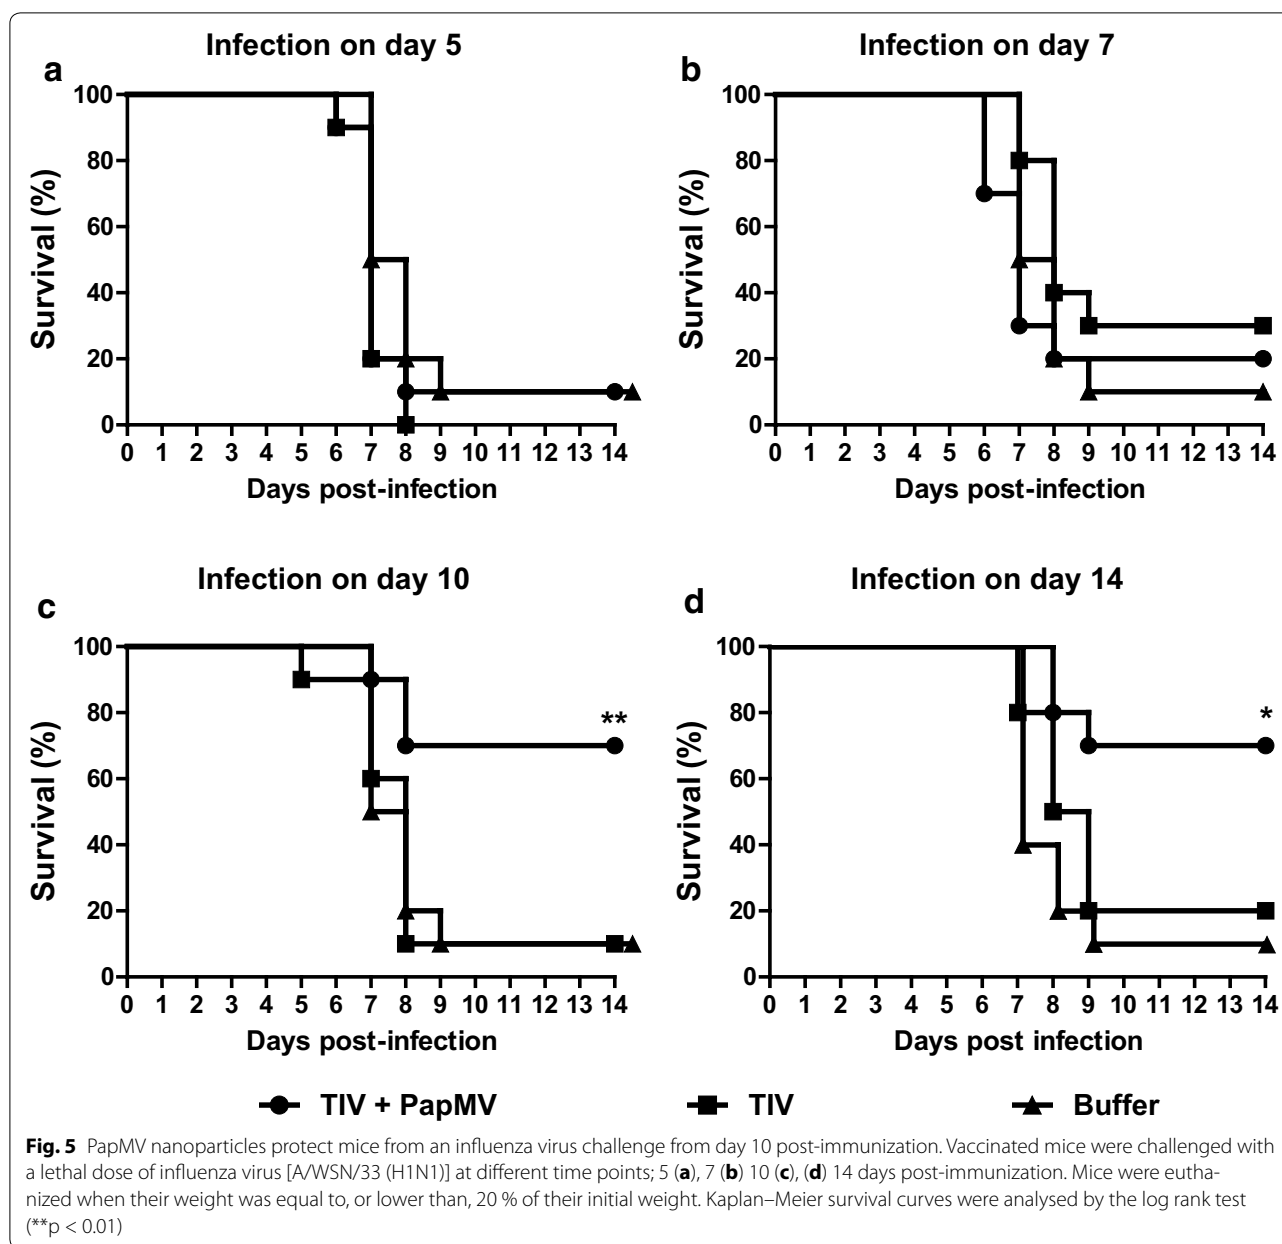 Infection on day 5
a
100
80
60
40
20
0
Survival (%)
0 1 2 3 4 5 6 7 8 9 10 11 12 13 14
Days post-infection
Infection on day 7
b
100
80
60
40
20
0
Survival (%)
0 1 2 3 4 5 6 7 8 9 10 11 12 13 14
Days post-infection
Infection on day 10
c
100
80
60
40
20
0
Survival (%)
**
0 1 2 3 4 5 6 7 8 9 10 11 12 13 14
Days post-infection
Infection on day 14
d
100
80
60
40
20
0
Survival (%)
*
0 1 2 3 4 5 6 7 8 9 10 11 12 13 14
Days post infection
TIV + PapMV TIV Buffer
Fig. 5 PapMV nanoparticles protect mice from an influenza virus challenge from day 10 post-immunization. Vaccinated mice were challenged with
a lethal dose of influenza virus [A/WSN/33 (H1N1)] at different time points; 5 (a), 7 (b) 10 (c), (d) 14 days post-immunization. Mice were eutha-
nized when their weight was equal to, or lower than, 20 % of their initial weight. Kaplan–Meier survival curves were analysed by the log rank test
(**p < 0.01)